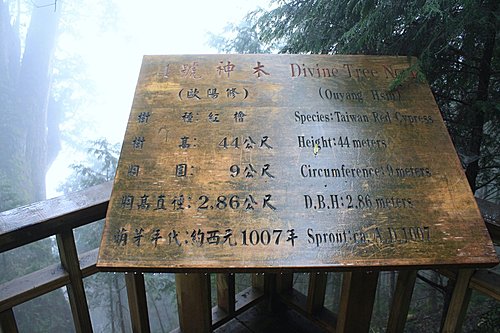 號神木 Divine Tree No.
(歐陽修) (Ouyang Hsiu)
樹種:紅檜 Species:Taiwan Red Cypress
樹高: 44公尺 Height:44 meters
胸圍: 9公尺 Circumference:9 meters
胸高直徑:2.86公尺 D.B.H:2.86 meters
萌芽年代:約西元1007年 Sprout:ca. A.D.1007